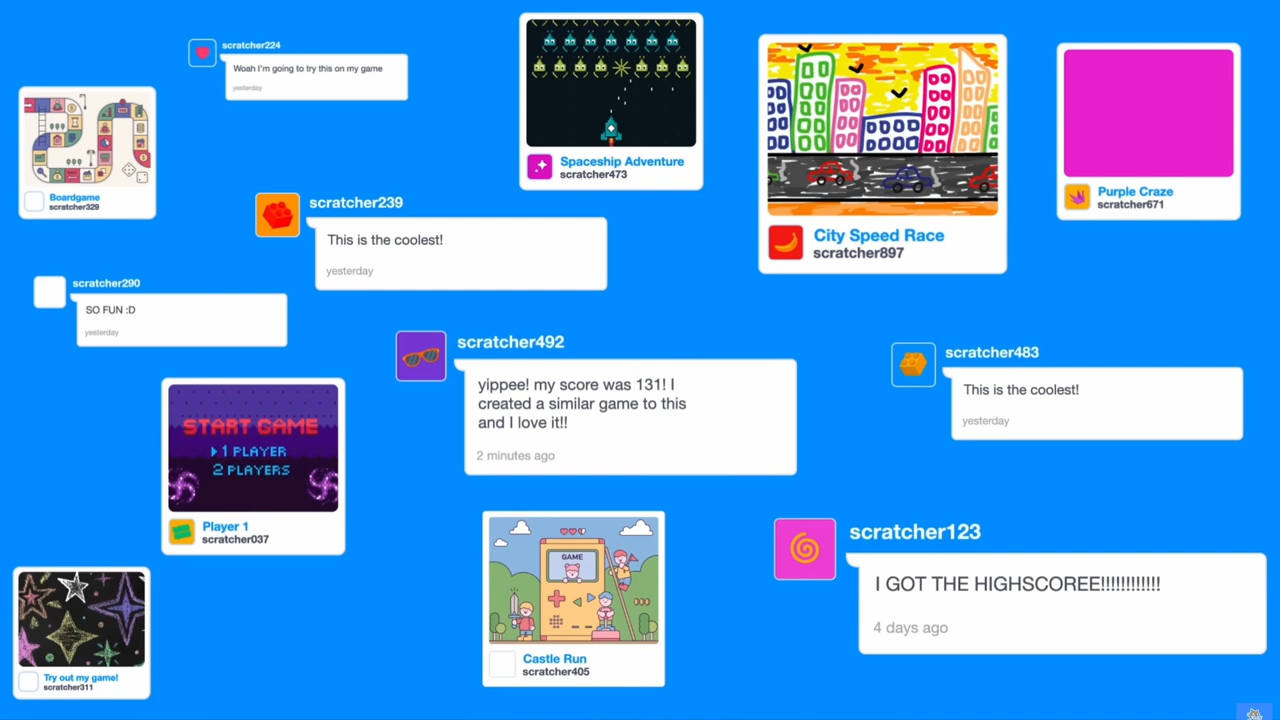 scratcher224
Woah I'm going to try this on my game
yesterday
Boardgame
scratcher329
Spaceship Adventure
scratcher473
City Speed Race
scratcher897
Purple Craze
scratcher671
scratcher239
This is the coolest!
yesterday
scratcher290
SO FUN :D
yesterday
scratcher492
yippee! my score was 131! I
created a similar game to this
and I love it!!
2 minutes ago
scratcher483
This is the coolest!
yesterday
START GAME
1 PLAYER
2 PLAYERS
Player 1
scratcher037
GAME
Castle Run
scratcher405
scratcher123
I GOT THE HIGHSCOREE!!!!!!!!!!!!
4 days ago
Try out my game!
scratcher311